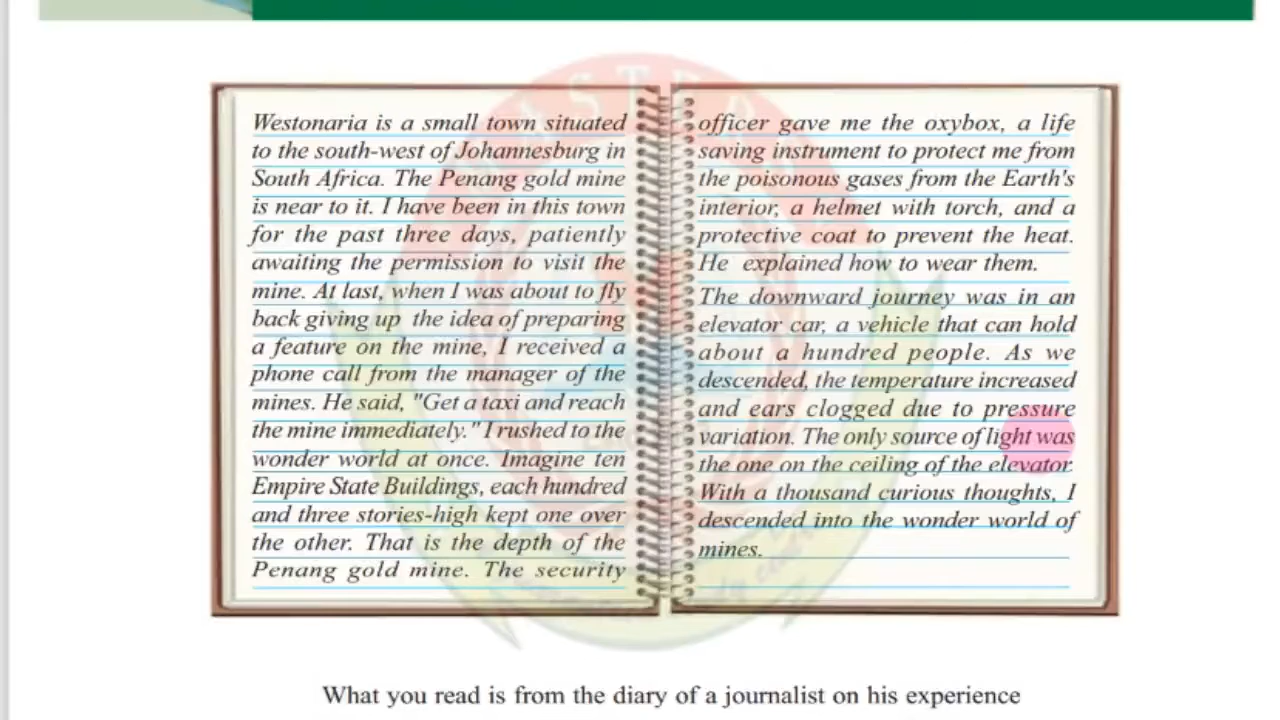 Westonaria is a small town situated
to the south-west of Johannesburg in
South Africa. The Penang gold mine
is near to it. I have been in this town
for the past three days, patiently
awaiting the permission to visit the
mine. At last, when I was about to fly
back giving up the idea of preparing
a feature on the mine, I received a
phone call from the manager of the
mines. He said, "Get a taxi and reach
the mine immediately." I rushed to the
wonder world at once. Imagine ten
Empire State Buildings, each hundred
and three stories-high kept one over
the other. That is the depth of the
Penang gold mine. The security
officer gave me the oxybox, a life
saving instrument to protect me from
the poisonous gases from the Earth's
interior, a helmet with torch, and a
protective coat to prevent the heat.
He explained how to wear them.
The downward journey was in an
elevator car, a vehicle that can hold
about a hundred people. As we
descended, the temperature increased
and ears clogged due to pressure
variation. The only source of light was
the one on the ceiling of the elevator.
With a thousand curious thoughts, I
descended into the wonder world of
mines.
What you read is from the diary of a journalist on his experience